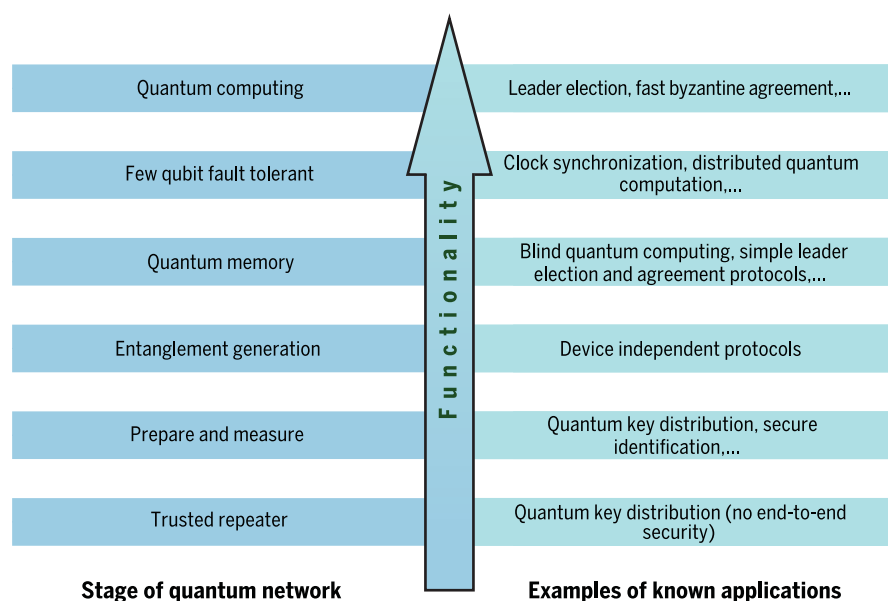 Quantum computing
Leader election, fast byzantine agreement,...
Few qubit fault tolerant
Clock synchronization, distributed quantum
computation,...
Quantum memory
Blind quantum computing, simple leader
election and agreement protocols,...
Entanglement generation
Device independent protocols
Prepare and measure
Quantum key distribution, secure
identification,...
Trusted repeater
Quantum key distribution (no end-to-end
security)
Functionality
Stage of quantum network
Examples of known applications